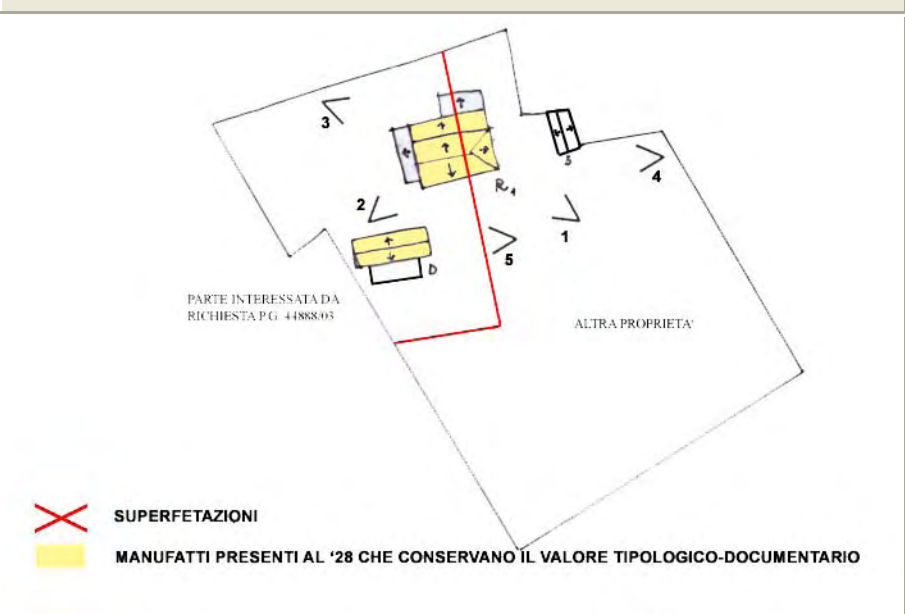 3
S
4
R1
2
1
5
D
PARTE INTERESSATA DA
RICHIESTA P.G. 44888/03
ALTRA PROPRIETA'
SUPERFETAZIONI
MANUFATTI PRESENTI AL '28 CHE CONSERVANO IL VALORE TIPOLOGICO-DOCUMENTARIO